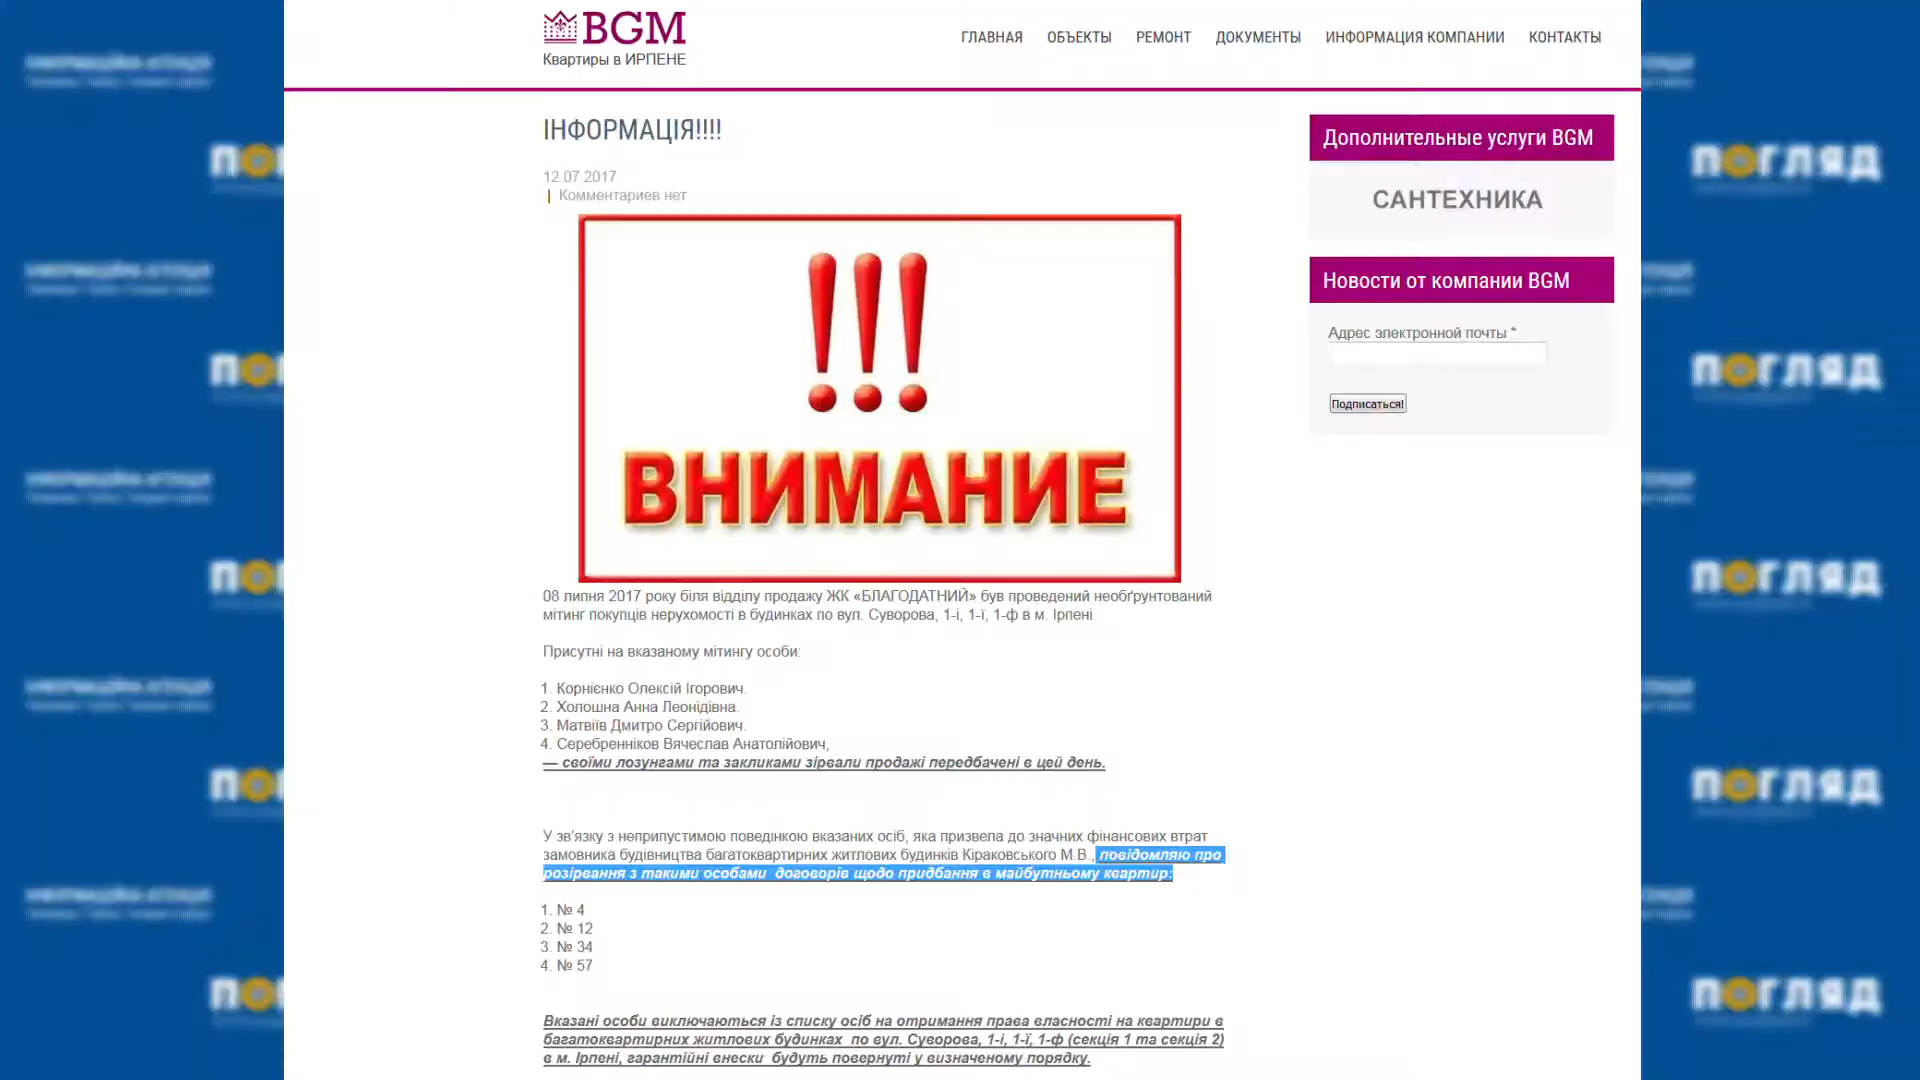 BGM
Квартиры в ИРПЕНЕ
ГЛАВНАЯ ОБЪЕКТЫ РЕМОНТ ДОКУМЕНТЫ ИНФОРМАЦИЯ КОМПАНИИ КОНТАКТЫ
ІНФОРМАЦІЯ!!!!
12.07.2017
| Комментариев нет
!!!
ВНИМАНИЕ
08 липня 2017 року біля відділу продажу ЖК «БЛАГОДАТНИЙ» був проведений необґрунтований
мітинг покупців нерухомості в будинках по вул. Суворова, 1-і, 1-ї, 1-ф в м. Ірпені.
Присутні на вказаному мітингу особи:
1. Корнієнко Олексій Ігорович.
2. Холошна Анна Леонідівна.
3. Матвіїв Дмитро Сергійович.
4. Серебренніков Вячеслав Анатолійович,
— своїми лозунгами та закликами зірвали продажі передбачені в цей день.
У зв’язку з неприпустимою поведінкою вказаних осіб, яка призвела до значних фінансових втрат
замовника будівництва багатоквартирних житлових будинків Кіраковського М.В., повідомляю про
розірвання з такими особами договорів щодо придбання в майбутньому квартир:
1. № 4
2. № 12
3. № 34
4. № 57
Вказані особи виключаються із списку осіб на отримання права власності на квартири в
багатоквартирних житлових будинках по вул. Суворова, 1-і, 1-ї, 1-ф (секція 1 та секція 2)
в м. Ірпені, гарантійні внески будуть повернуті у визначеному порядку.
Дополнительные услуги BGM
САНТЕХНИКА
Новости от компании BGM
Адрес электронной почты *
Подписаться!
ПОГЛЯД
ПОГЛЯД
ПОГЛЯД
ПОГЛЯД
ПОГЛЯД